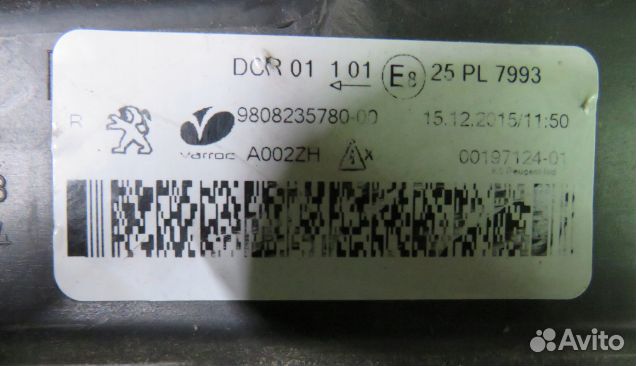 DCR 01 1 01 E8 25 PL 7993
R 9808235780-00 15.12.2015/11:50
varroc A002ZH X 00197124-01
Avito